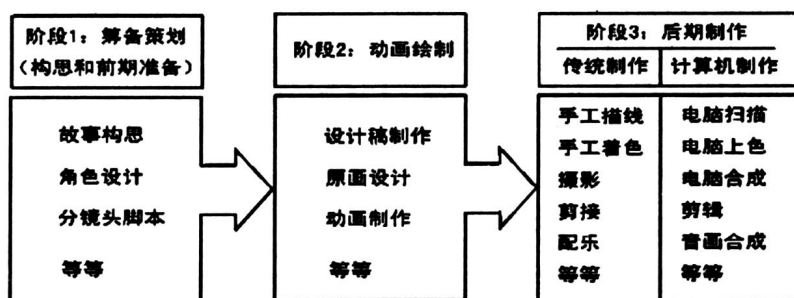 阶段1：筹备策划
（构思和前期准备）
故事构思
角色设计
分镜头脚本
等等
阶段2：动画绘制
设计稿制作
原画设计
动画制作
等等
阶段3：后期制作
传统制作
计算机制作
手工描线
电脑扫描
手工着色
电脑上色
摄影
电脑合成
剪接
剪辑
配乐
音画合成
等等
等等